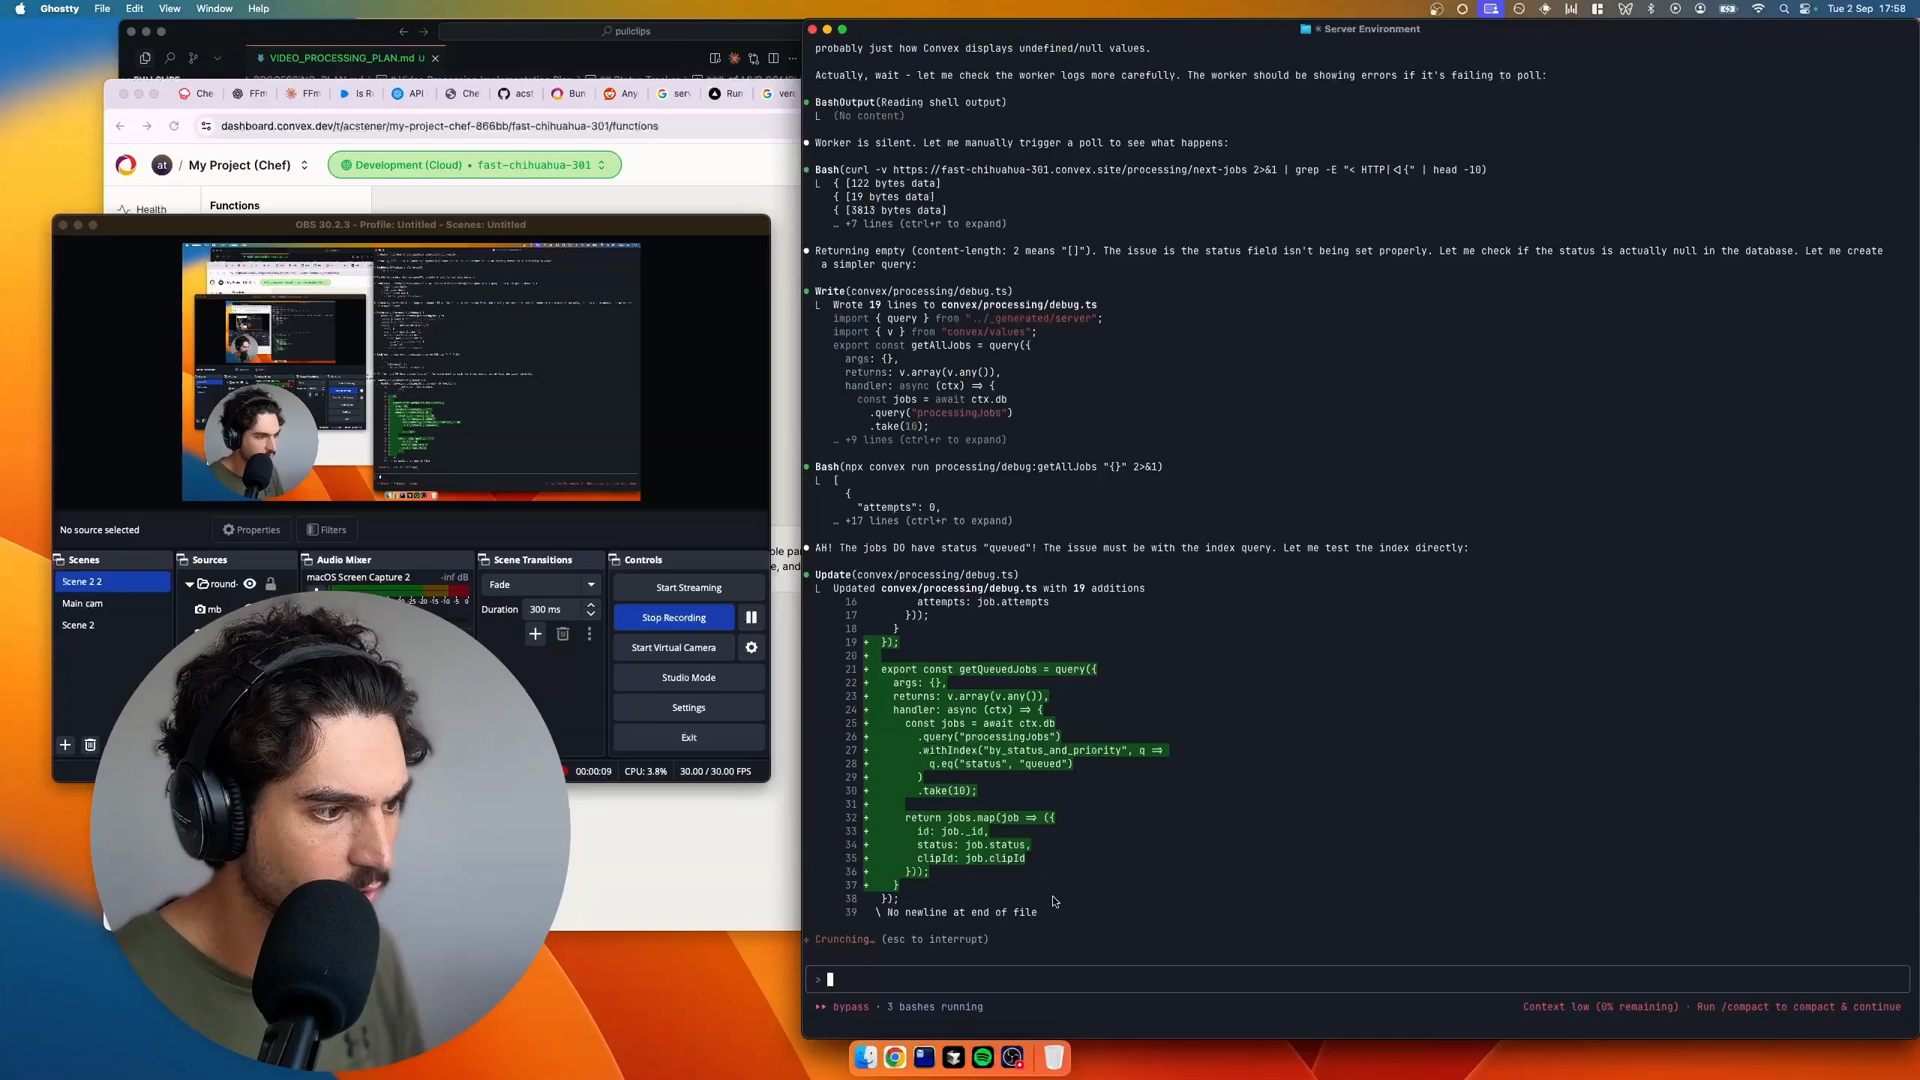 Ghostty File Edit View Window Help
Tue 2 Sep 17:58
pullclips
VIDEO_PROCESSING_PLAN.md U
Che
FFm
FFm
Is Re
API
Che
acst
Bun
Any
serv
Run
verc
dashboard.convex.dev/t/acstener/my-project-chef-866bb/fast-chihuahua-301/functions
at / My Project (Chef)
Development (Cloud) • fast-chihuahua-301
Health
Functions
OBS 30.2.3 - Profile: Untitled - Scenes: Untitled
No source selected
Properties
Filters
Scenes
Scene 2 2
Main cam
Scene 2
Sources
round-
mb
Audio Mixer
macOS Screen Capture 2
-inf dB
Scene Transitions
Fade
Duration 300 ms
Controls
Start Streaming
Stop Recording
Start Virtual Camera
Studio Mode
Settings
Exit
00:00:09
CPU: 3.8%
30.00 / 30.00 FPS
Server Environment
probably just how Convex displays undefined/null values.
Actually, wait - let me check the worker logs more carefully. The worker should be showing errors if it's failing to poll:
BashOutput(Reading shell output)
(No content)
Worker is silent. Let me manually trigger a poll to see what happens:
Bash(curl -v https://fast-chihuahua-301.convex.site/processing/next-jobs 2>&1 | grep -E "< HTTP|<|{" | head -10)
{ [122 bytes data]
{ [19 bytes data]
{ [3813 bytes data]
… +7 lines (ctrl+r to expand)
Returning empty (content-length: 2 means "[]"). The issue is the status field isn't being set properly. Let me check if the status is actually null in the database. Let me create
a simpler query:
Write(convex/processing/debug.ts)
Wrote 19 lines to convex/processing/debug.ts
import { query } from "../_generated/server";
import { v } from "convex/values";
export const getAllJobs = query({
args: {},
returns: v.array(v.any()),
handler: async (ctx) => {
const jobs = await ctx.db
.query("processingJobs")
.take(10);
… +9 lines (ctrl+r to expand)
Bash(npx convex run processing/debug:getAllJobs "{}" 2>&1)
[
{
"attempts": 0,
… +17 lines (ctrl+r to expand)
AH! The jobs DO have status "queued"! The issue must be with the index query. Let me test the index directly:
Update(convex/processing/debug.ts)
Updated convex/processing/debug.ts with 19 additions
16 attempts: job.attempts
17 }));
18 }
19 + });
20 +
21 + export const getQueuedJobs = query({
22 + args: {},
23 + returns: v.array(v.any()),
24 + handler: async (ctx) => {
25 + const jobs = await ctx.db
26 + .query("processingJobs")
27 + .withIndex("by_status_and_priority", q =>
28 + q.eq("status", "queued")
29 + )
30 + .take(10);
31 +
32 + return jobs.map(job => ({
33 + id: job._id,
34 + status: job.status,
35 + clipId: job.clipId
36 + }));
37 + }
38 });
39 \ No newline at end of file
+ Crunching… (esc to interrupt)
>
bypass · 3 bashes running
Context low (0% remaining) · Run /compact to compact & continue